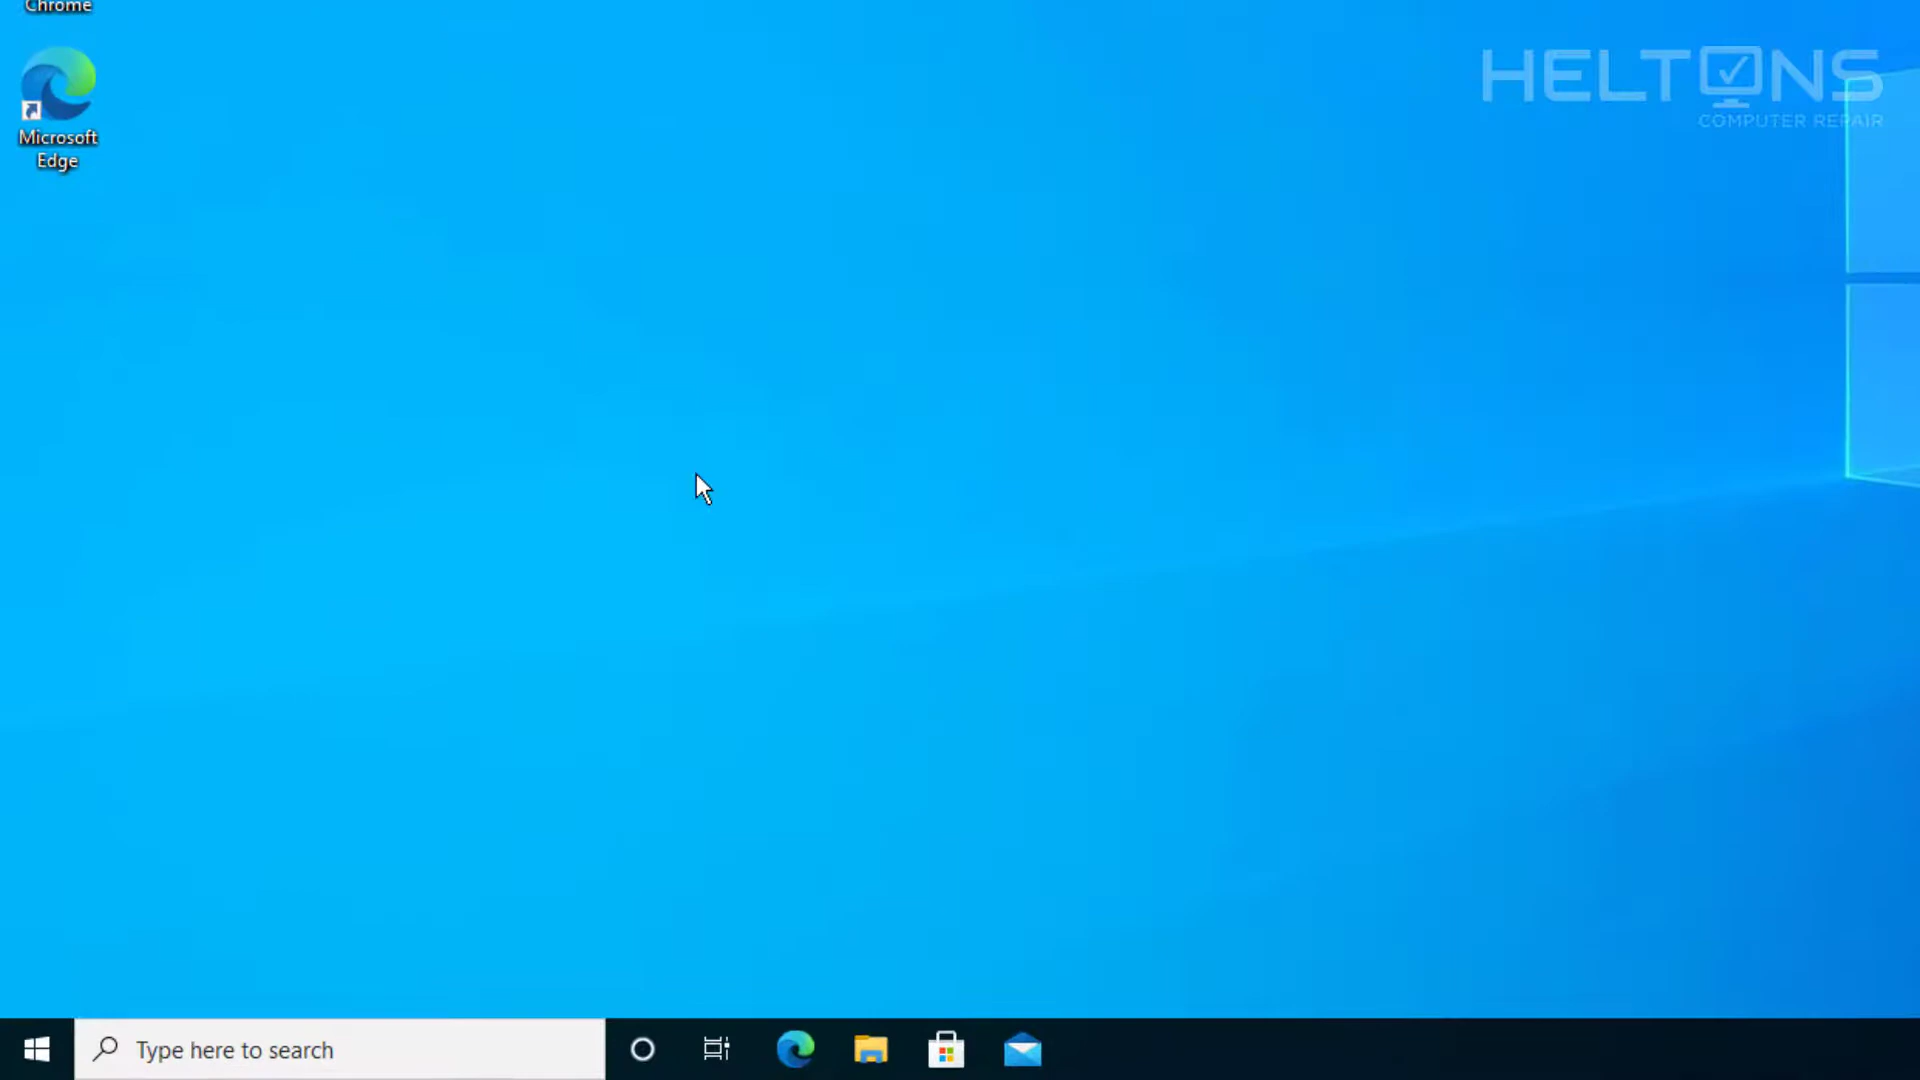 Chrome
Microsoft
Edge
HELTONS
COMPUTER REPAIR
Type here to search